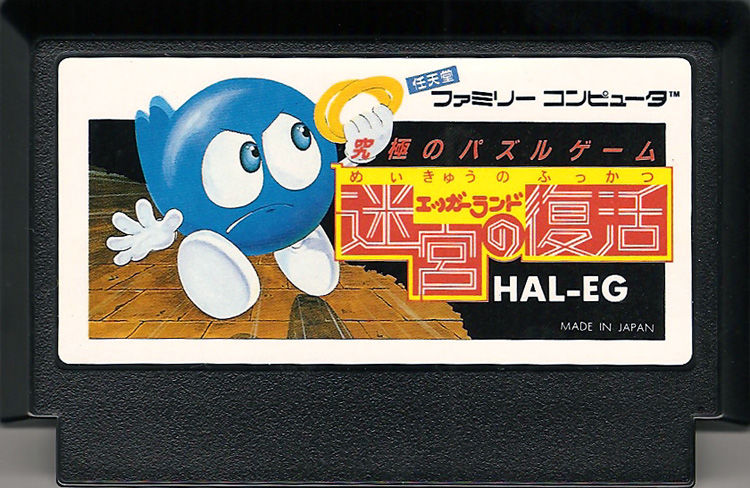 任天堂
ファミリー コンピュータ™
究極のパズルゲーム
めいきゅうのふっかつ
エッガーランド
迷宮の復活
HAL-EG
MADE IN JAPAN